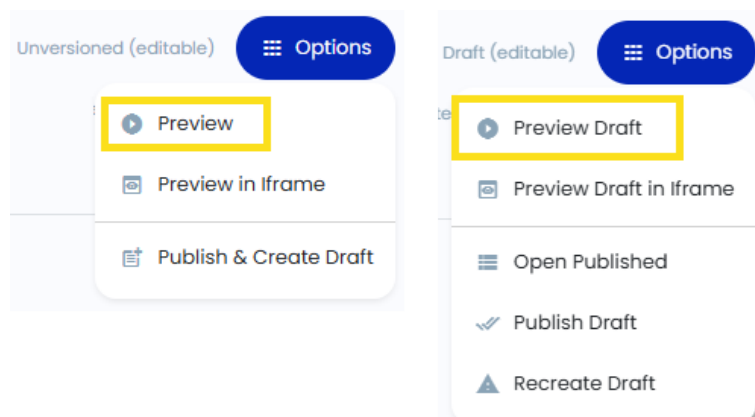 Unversioned (editable)
Options
Preview
Preview in Iframe
Publish & Create Draft
Draft (editable)
Options
Preview Draft
Preview Draft in Iframe
Open Published
Publish Draft
Recreate Draft